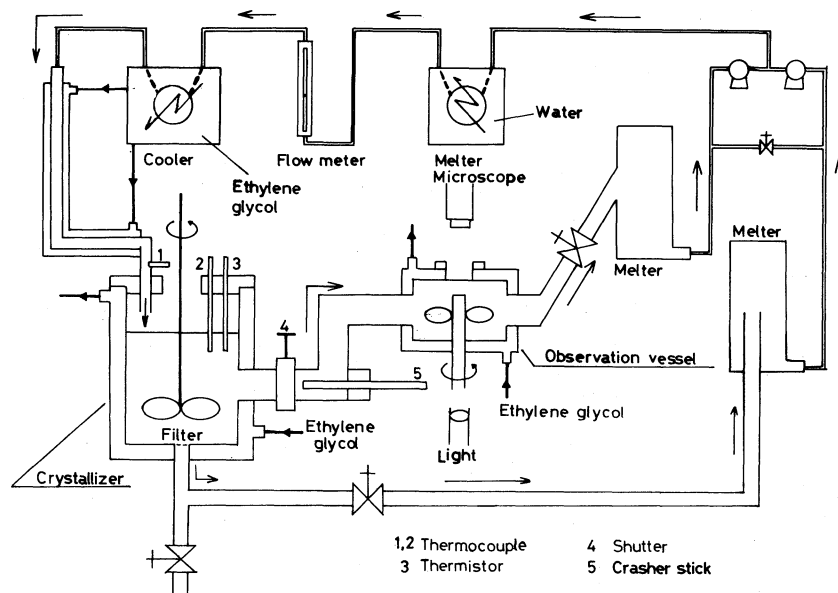 Cooler
Ethylene
glycol
Flow meter
Melter
Microscope
Water
Melter
Melter
1
2
3
4
5
Observation vessel
Ethylene glycol
Light
Filter
Ethylene
glycol
Crystallizer
1,2 Thermocouple
3 Thermistor
4 Shutter
5 Crasher stick